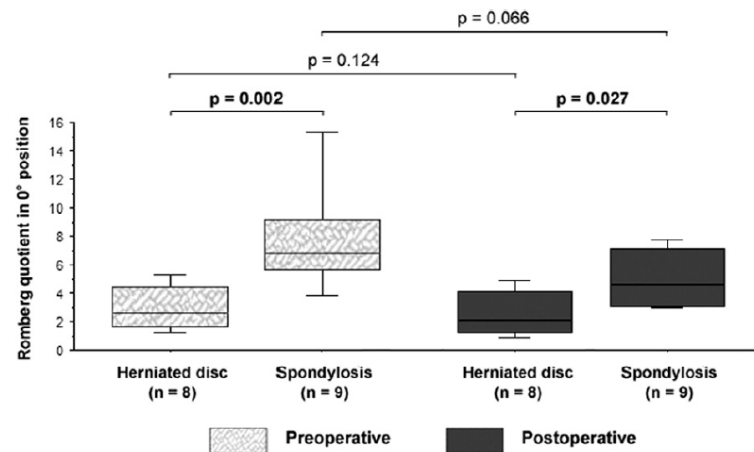 p = 0.066
p = 0.124
p = 0.002
p = 0.027
Romberg quotient in 0° position
16
14
12
10
8
6
4
2
0
Herniated disc
(n = 8)
Spondylosis
(n = 9)
Herniated disc
(n = 8)
Spondylosis
(n = 9)
Preoperative
Postoperative